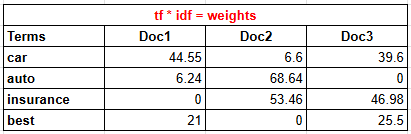 tf * idf = weights
Terms Doc1 Doc2 Doc3
car 44.55 6.6 39.6
auto 6.24 68.64 0
insurance 0 53.46 46.98
best 21 0 25.5